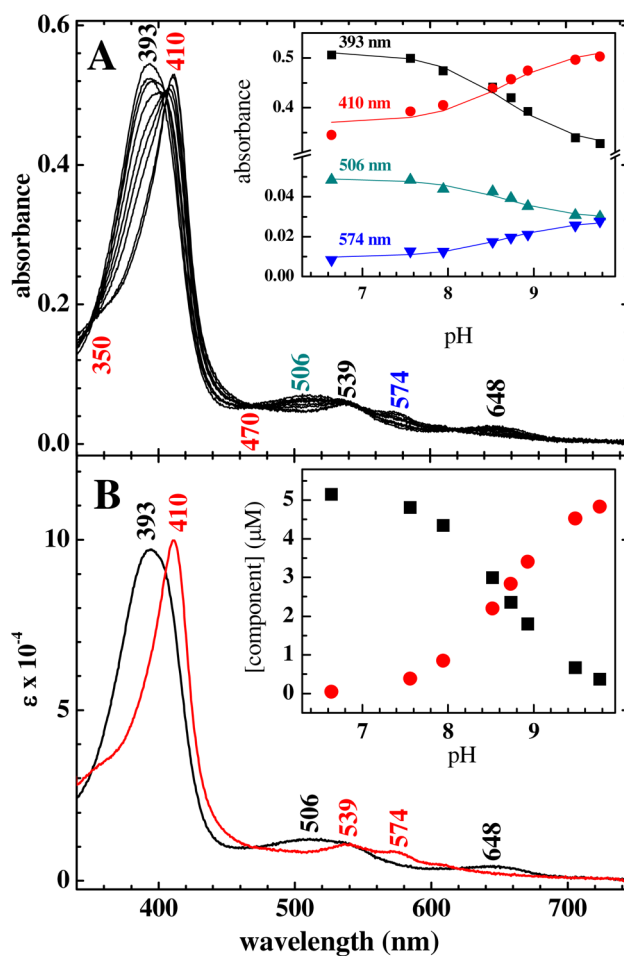 A
0.6
0.4
0.2
0.0
absorbance
393
410
350
470
506
539
574
648
0.5
0.4
0.04
0.02
0.00
absorbance
393 nm
410 nm
506 nm
574 nm
7 8 9
pH
B
10
5
0
ε x 10⁻⁴
393
410
506
539
574
648
5
4
3
2
1
0
[component] (μM)
7 8 9
pH
400 500 600 700
wavelength (nm)